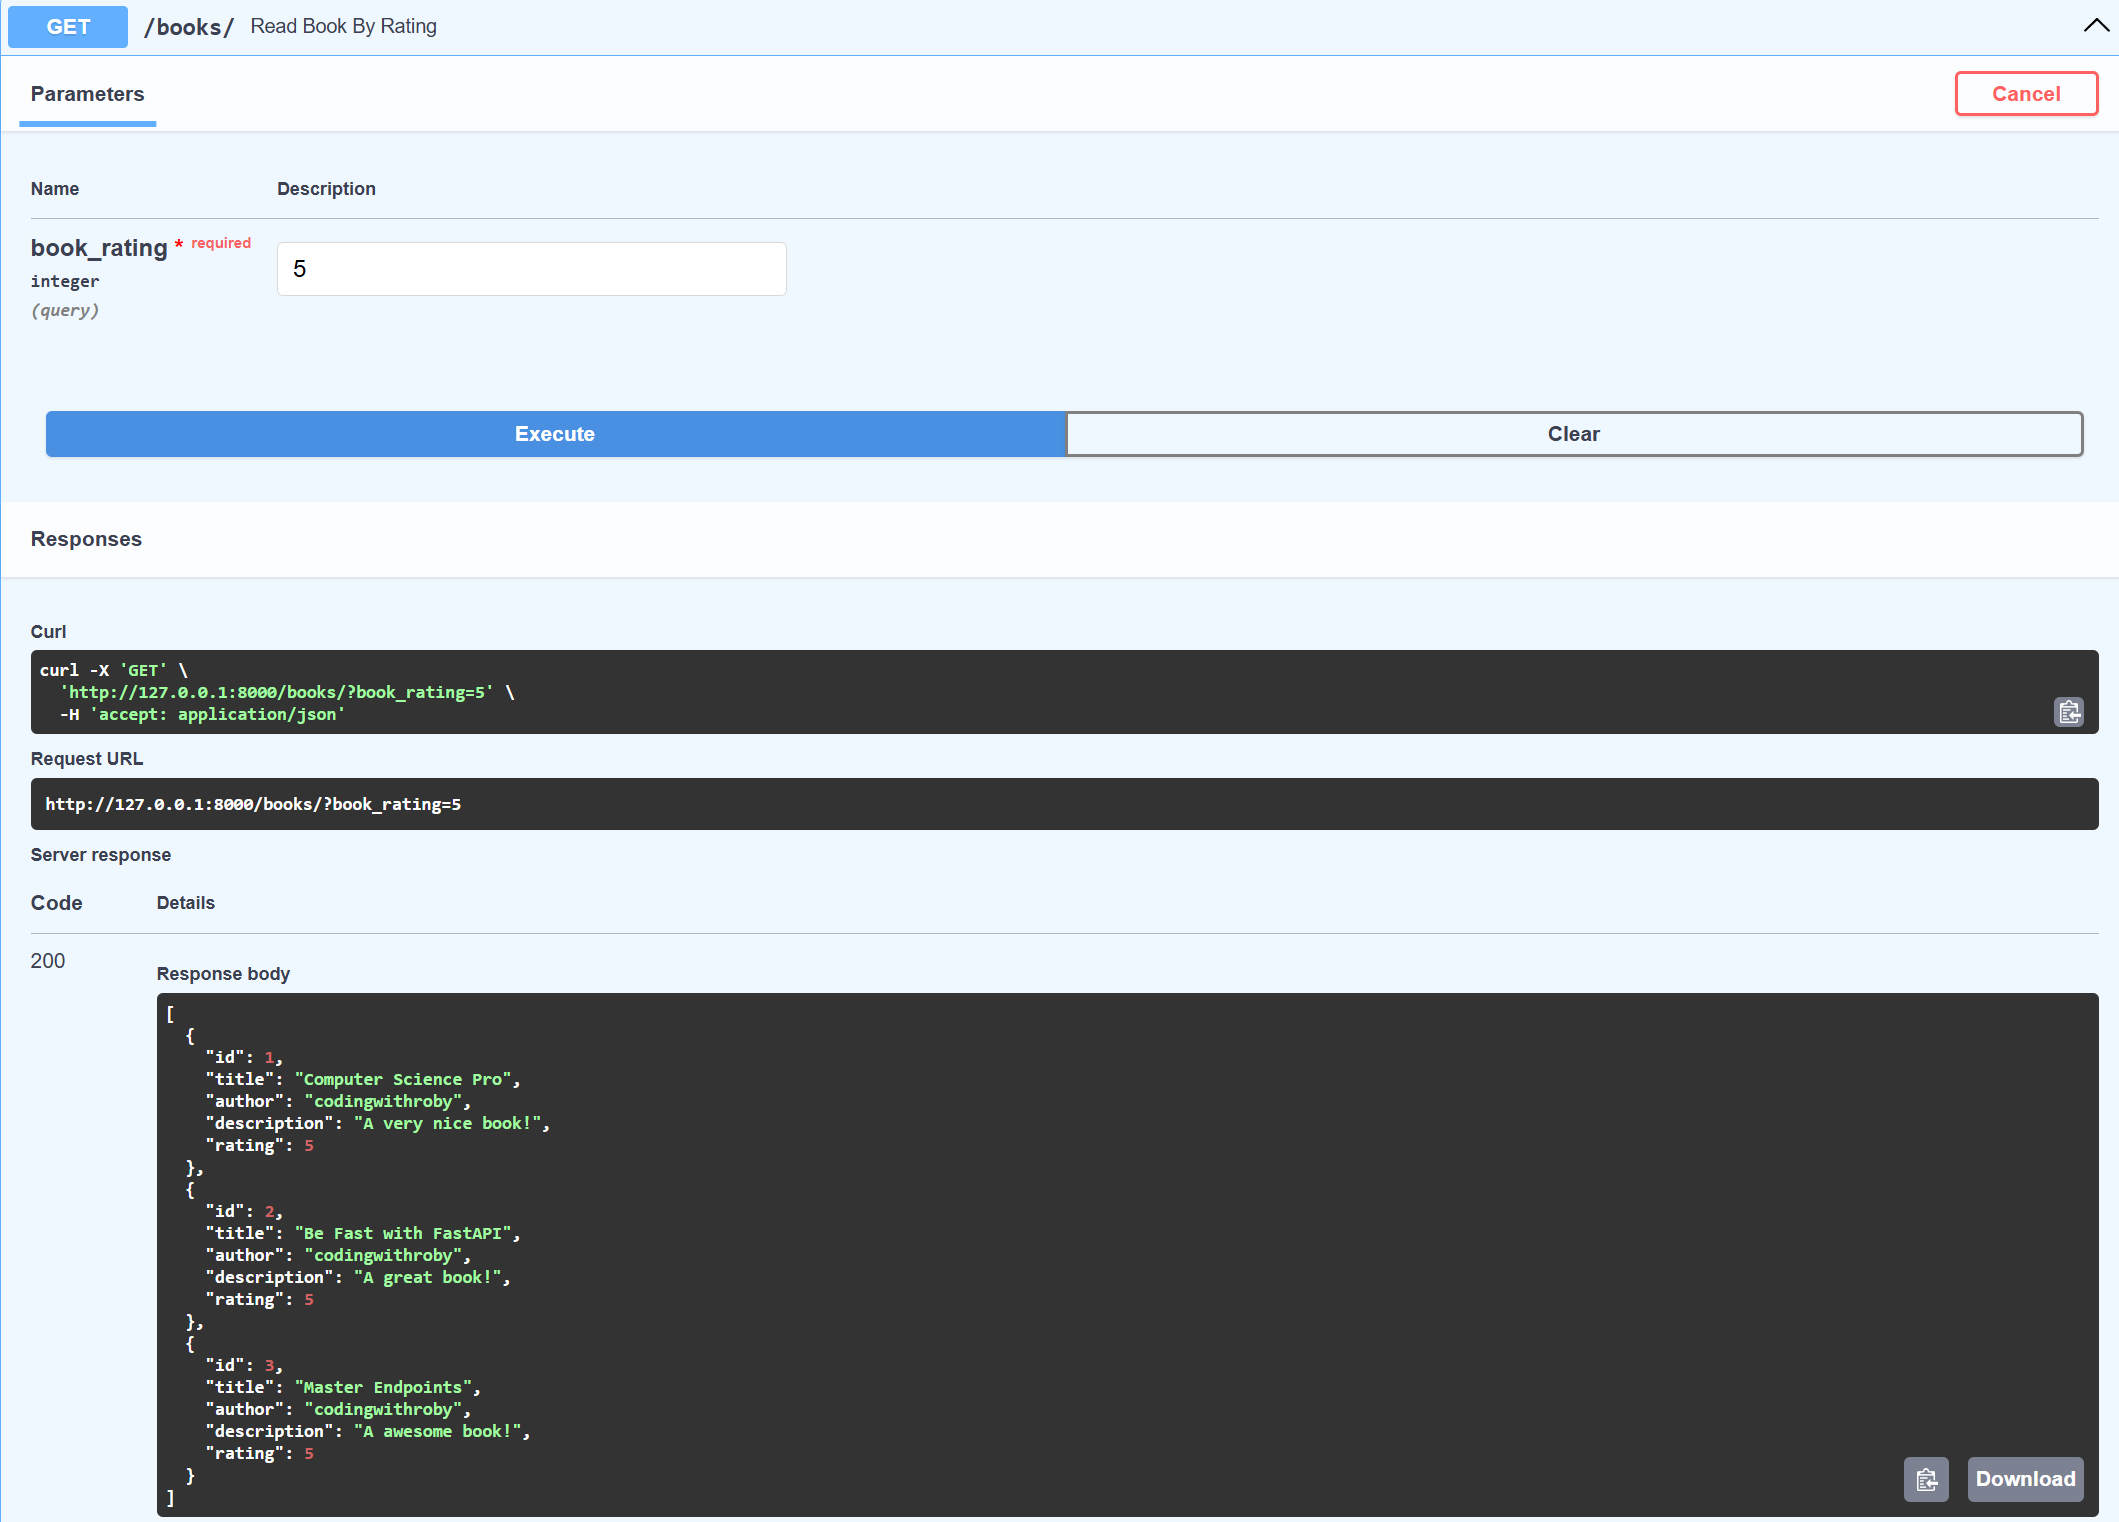 GET /books/ Read Book By Rating
Parameters
Cancel
Name Description
book_rating * required
integer
(query)
5
Execute Clear
Responses
Curl
curl -X 'GET' \
  'http://127.0.0.1:8000/books/?book_rating=5' \
  -H 'accept: application/json'
Request URL
http://127.0.0.1:8000/books/?book_rating=5
Server response
Code Details
200
Response body
[
  {
    "id": 1,
    "title": "Computer Science Pro",
    "author": "codingwithroby",
    "description": "A very nice book!",
    "rating": 5
  },
  {
    "id": 2,
    "title": "Be Fast with FastAPI",
    "author": "codingwithroby",
    "description": "A great book!",
    "rating": 5
  },
  {
    "id": 3,
    "title": "Master Endpoints",
    "author": "codingwithroby",
    "description": "A awesome book!",
    "rating": 5
  }
]
Download